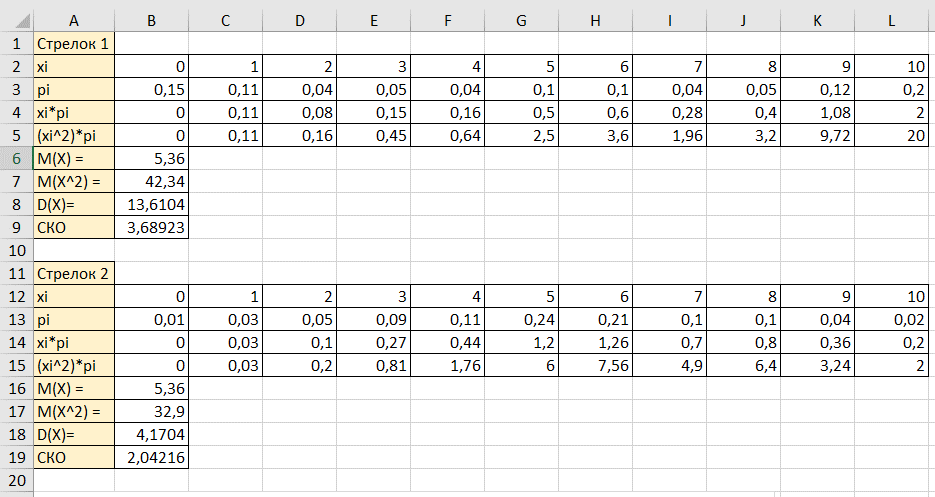 A B C D E F G H I J K L
1 Стрелок 1
2 xi 0 1 2 3 4 5 6 7 8 9 10
3 pi 0,15 0,11 0,04 0,05 0,04 0,1 0,1 0,04 0,05 0,12 0,2
4 xi*pi 0 0,11 0,08 0,15 0,16 0,5 0,6 0,28 0,4 1,08 2
5 (xi^2)*pi 0 0,11 0,16 0,45 0,64 2,5 3,6 1,96 3,2 9,72 20
6 M(X) = 5,36
7 M(X^2) = 42,34
8 D(X)= 13,6104
9 СКО 3,68923
10
11 Стрелок 2
12 xi 0 1 2 3 4 5 6 7 8 9 10
13 pi 0,01 0,03 0,05 0,09 0,11 0,24 0,21 0,1 0,1 0,04 0,02
14 xi*pi 0 0,03 0,1 0,27 0,44 1,2 1,26 0,7 0,8 0,36 0,2
15 (xi^2)*pi 0 0,03 0,2 0,81 1,76 6 7,56 4,9 6,4 3,24 2
16 M(X) = 5,36
17 M(X^2) = 32,9
18 D(X)= 4,1704
19 СКО 2,04216
20